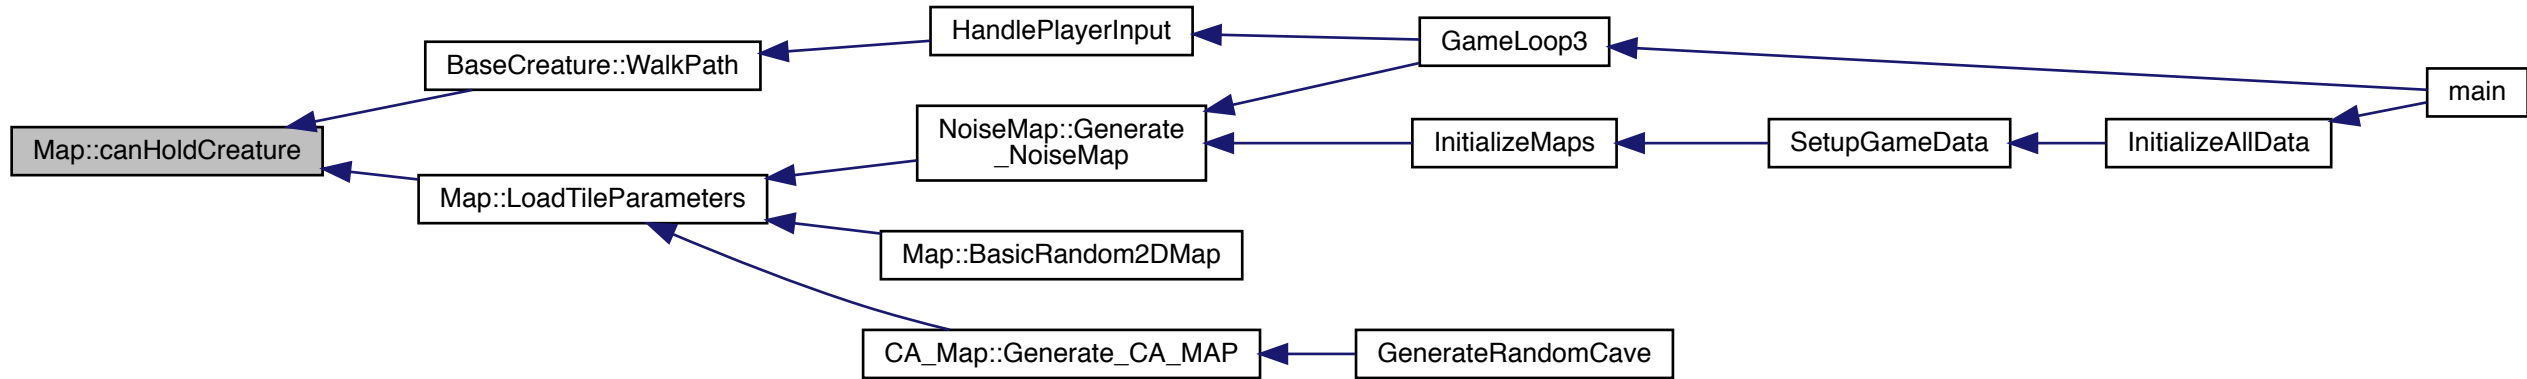 HandlePlayerInput
GameLoop3
BaseCreature::WalkPath
main
Map::canHoldCreature
NoiseMap::Generate
_NoiseMap
InitializeMaps
SetupGameData
InitializeAllData
Map::LoadTileParameters
Map::BasicRandom2DMap
CA_Map::Generate_CA_MAP
GenerateRandomCave